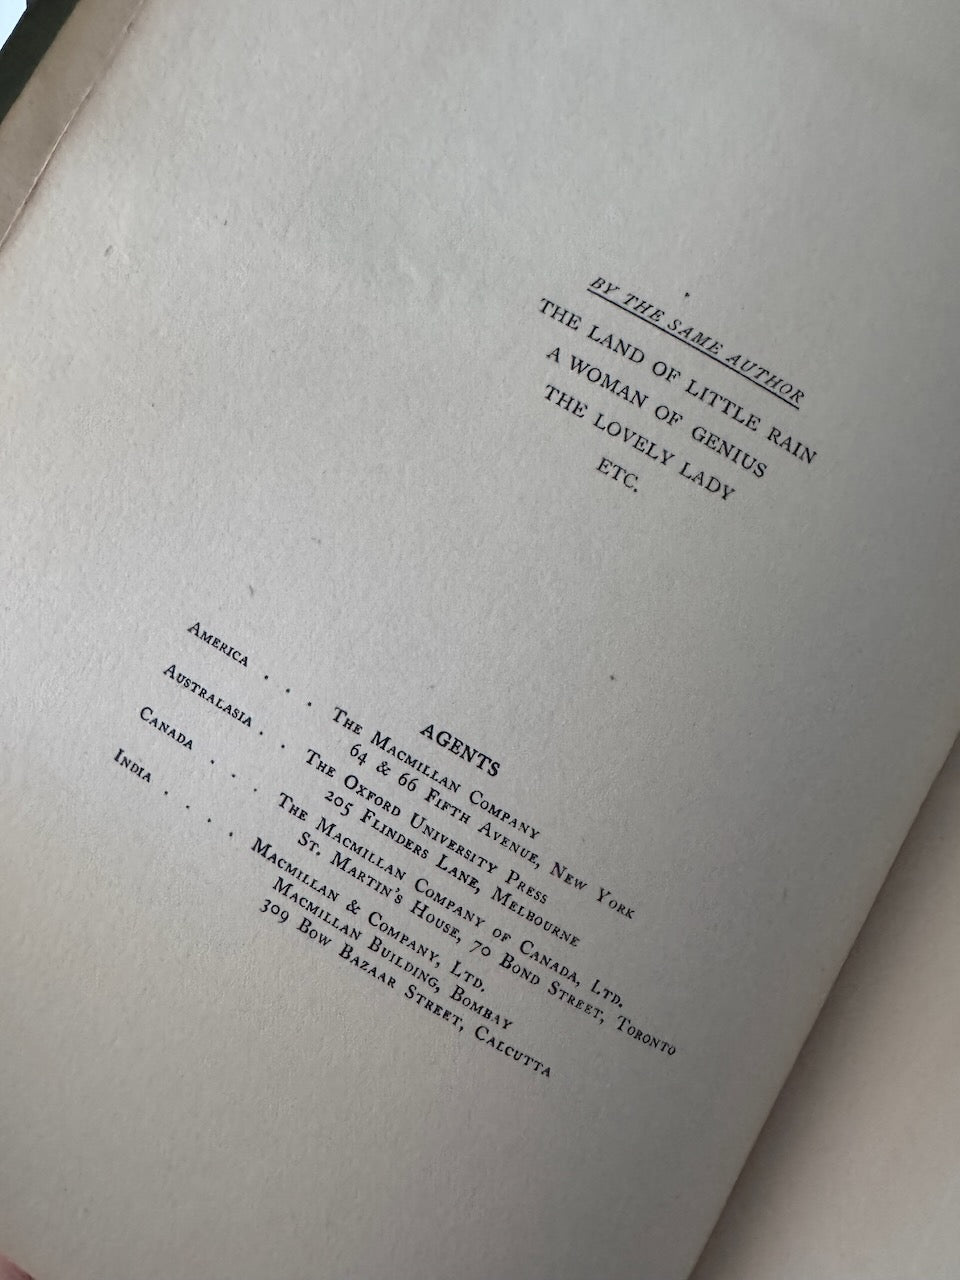 BY THE SAME AUTHOR
THE LAND OF LITTLE RAIN
A WOMAN OF GENIUS
THE LOVELY LADY
ETC.
AGENTS
AMERICA . . . THE MACMILLAN COMPANY
64 & 66 FIFTH AVENUE, NEW YORK
AUSTRALASIA . . THE OXFORD UNIVERSITY PRESS
205 FLINDERS LANE, MELBOURNE
CANADA . . . THE MACMILLAN COMPANY OF CANADA, LTD.
ST. MARTIN'S HOUSE, 70 BOND STREET, TORONTO
INDIA . . . MACMILLAN & COMPANY, LTD.
MACMILLAN BUILDING, BOMBAY
309 BOW BAZAAR STREET, CALCUTTA